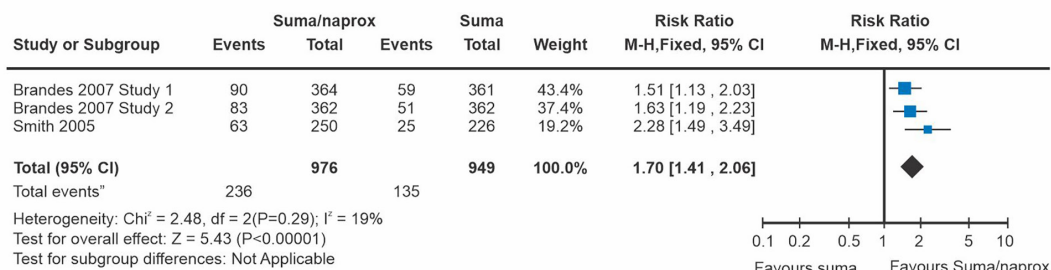 Suma/naprox Suma Risk Ratio Risk Ratio
Study or Subgroup Events Total Events Total Weight M-H,Fixed, 95% CI M-H,Fixed, 95% CI
Brandes 2007 Study 1 90 364 59 361 43.4% 1.51 [1.13 , 2.03]
Brandes 2007 Study 2 83 362 51 362 37.4% 1.63 [1.19 , 2.23]
Smith 2005 63 250 25 226 19.2% 2.28 [1.49 , 3.49]
Total (95% CI) 976 949 100.0% 1.70 [1.41 , 2.06]
Total events” 236 135
Heterogeneity: Chi² = 2.48, df = 2(P=0.29); I² = 19%
Test for overall effect: Z = 5.43 (P<0.00001)
Test for subgroup differences: Not Applicable
0.1 0.2 0.5 1 2 5 10
Favours suma Favours Suma/naprox